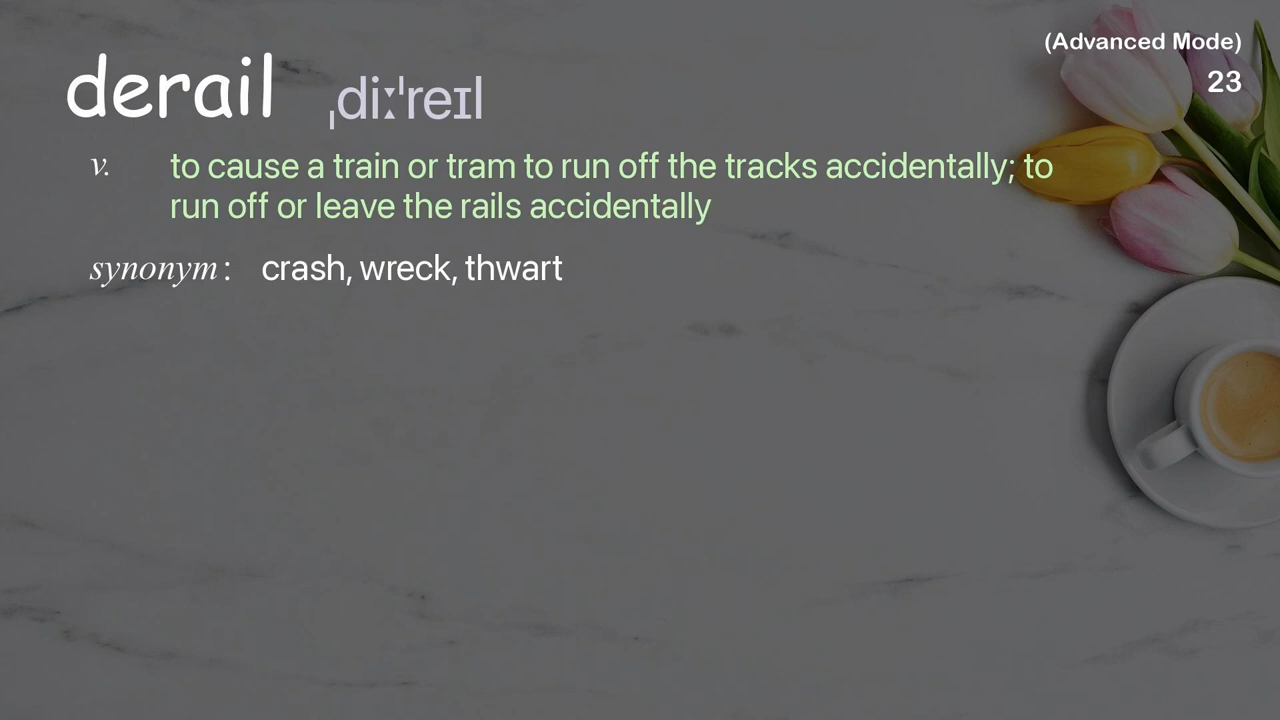 (Advanced Mode)
23
derail ˌdiːˈreɪl
v. to cause a train or tram to run off the tracks accidentally; to
run off or leave the rails accidentally
synonym : crash, wreck, thwart